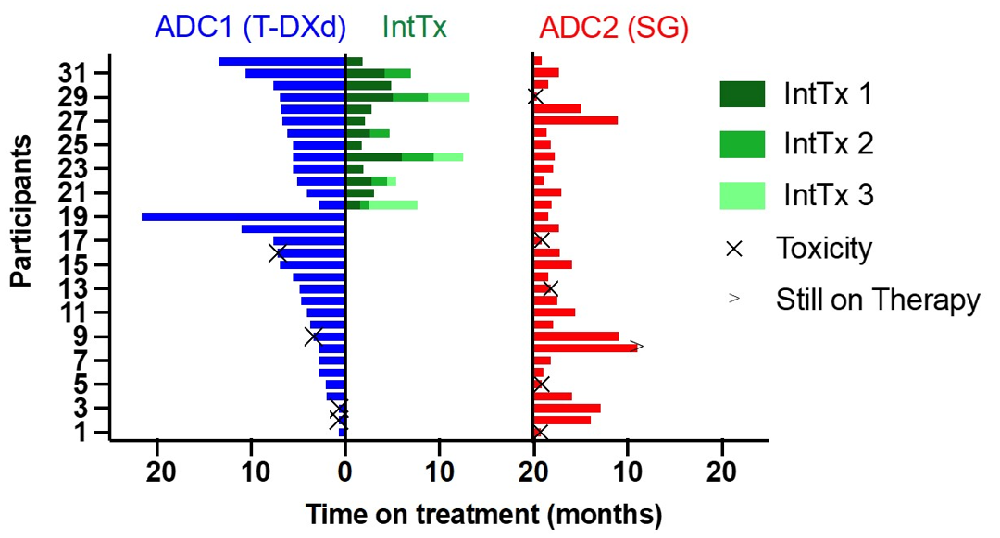 ADC1 (T-DXd) IntTx ADC2 (SG)
Participants
31
29
27
25
23
21
19
17
15
13
11
9
7
5
3
1
IntTx 1
IntTx 2
IntTx 3
Toxicity
Still on Therapy
20 10 0 10 20 10 20
Time on treatment (months)